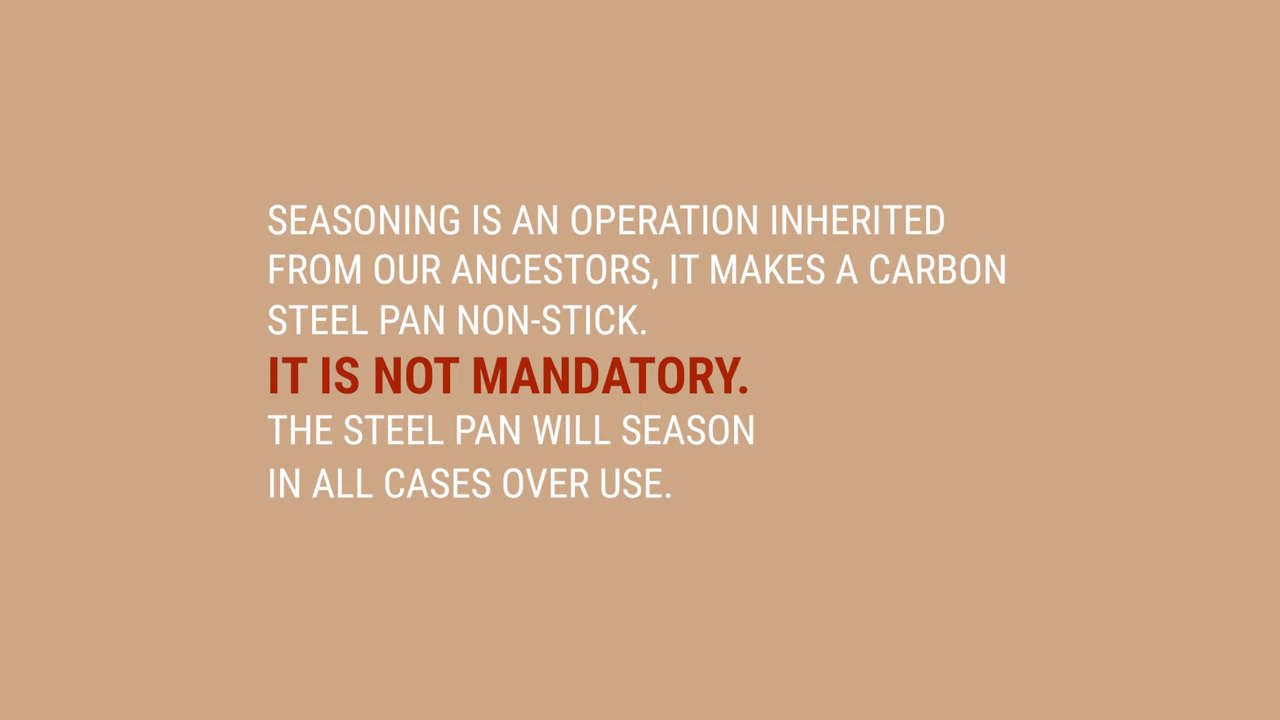 SEASONING IS AN OPERATION INHERITED
FROM OUR ANCESTORS, IT MAKES A CARBON
STEEL PAN NON-STICK.
IT IS NOT MANDATORY.
THE STEEL PAN WILL SEASON
IN ALL CASES OVER USE.